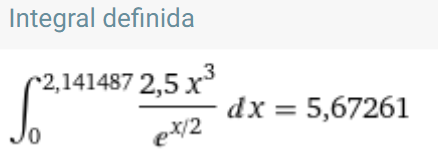 Integral definida
∫₀^2,141487 2,5 x³ / e^x/2 dx = 5,67261